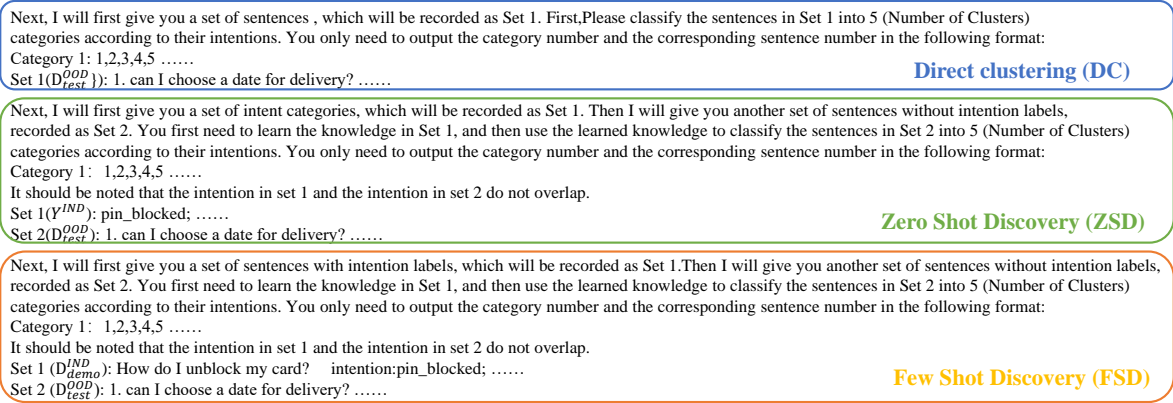 Next, I will first give you a set of sentences , which will be recorded as Set 1. First,Please classify the sentences in Set 1 into 5 (Number of Clusters)
categories according to their intentions. You only need to output the category number and the corresponding sentence number in the following format:
Category 1: 1,2,3,4,5 ……
Set 1(D_{test}^{OOD}}): 1. can I choose a date for delivery? ……
Direct clustering (DC)
Next, I will first give you a set of intent categories, which will be recorded as Set 1. Then I will give you another set of sentences without intention labels,
recorded as Set 2. You first need to learn the knowledge in Set 1, and then use the learned knowledge to classify the sentences in Set 2 into 5 (Number of Clusters)
categories according to their intentions. You only need to output the category number and the corresponding sentence number in the following format:
Category 1： 1,2,3,4,5 ……
It should be noted that the intention in set 1 and the intention in set 2 do not overlap.
Set 1(Y^{IND}): pin_blocked; ……
Set 2(D_{test}^{OOD}): 1. can I choose a date for delivery? ……
Zero Shot Discovery (ZSD)
Next, I will first give you a set of sentences with intention labels, which will be recorded as Set 1.Then I will give you another set of sentences without intention labels,
recorded as Set 2. You first need to learn the knowledge in Set 1, and then use the learned knowledge to classify the sentences in Set 2 into 5 (Number of Clusters)
categories according to their intentions. You only need to output the category number and the corresponding sentence number in the following format:
Category 1： 1,2,3,4,5 ……
It should be noted that the intention in set 1 and the intention in set 2 do not overlap.
Set 1 (D_{demo}^{IND}): How do I unblock my card? intention:pin_blocked; ……
Set 2 (D_{test}^{OOD}): 1. can I choose a date for delivery? ……
Few Shot Discovery (FSD)